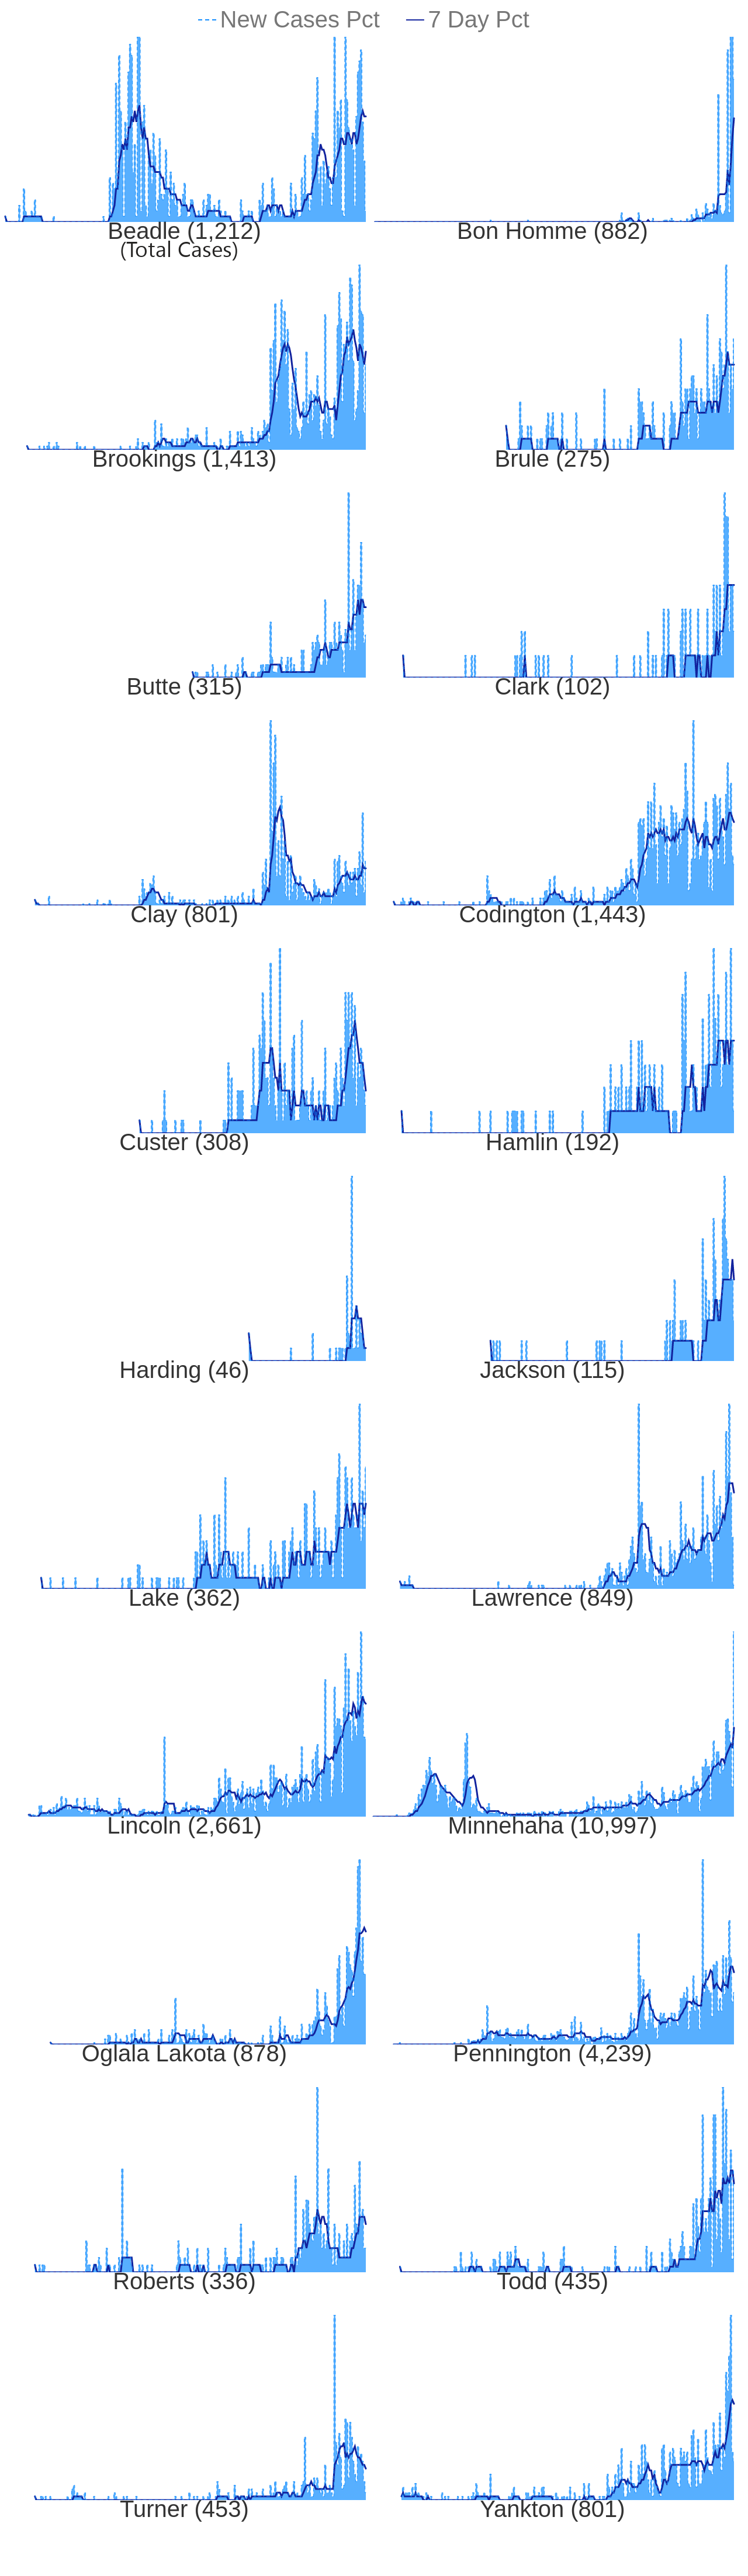 New Cases Pct 7 Day Pct
Beadle (1,212) Bon Homme (882)
(Total Cases)
Brookings (1,413) Brule (275)
Butte (315) Clark (102)
Clay (801) Codington (1,443)
Custer (308) Hamlin (192)
Harding (46) Jackson (115)
Lake (362) Lawrence (849)
Lincoln (2,661) Minnehaha (10,997)
Oglala Lakota (878) Pennington (4,239)
Roberts (336) Todd (435)
Turner (453) Yankton (801)